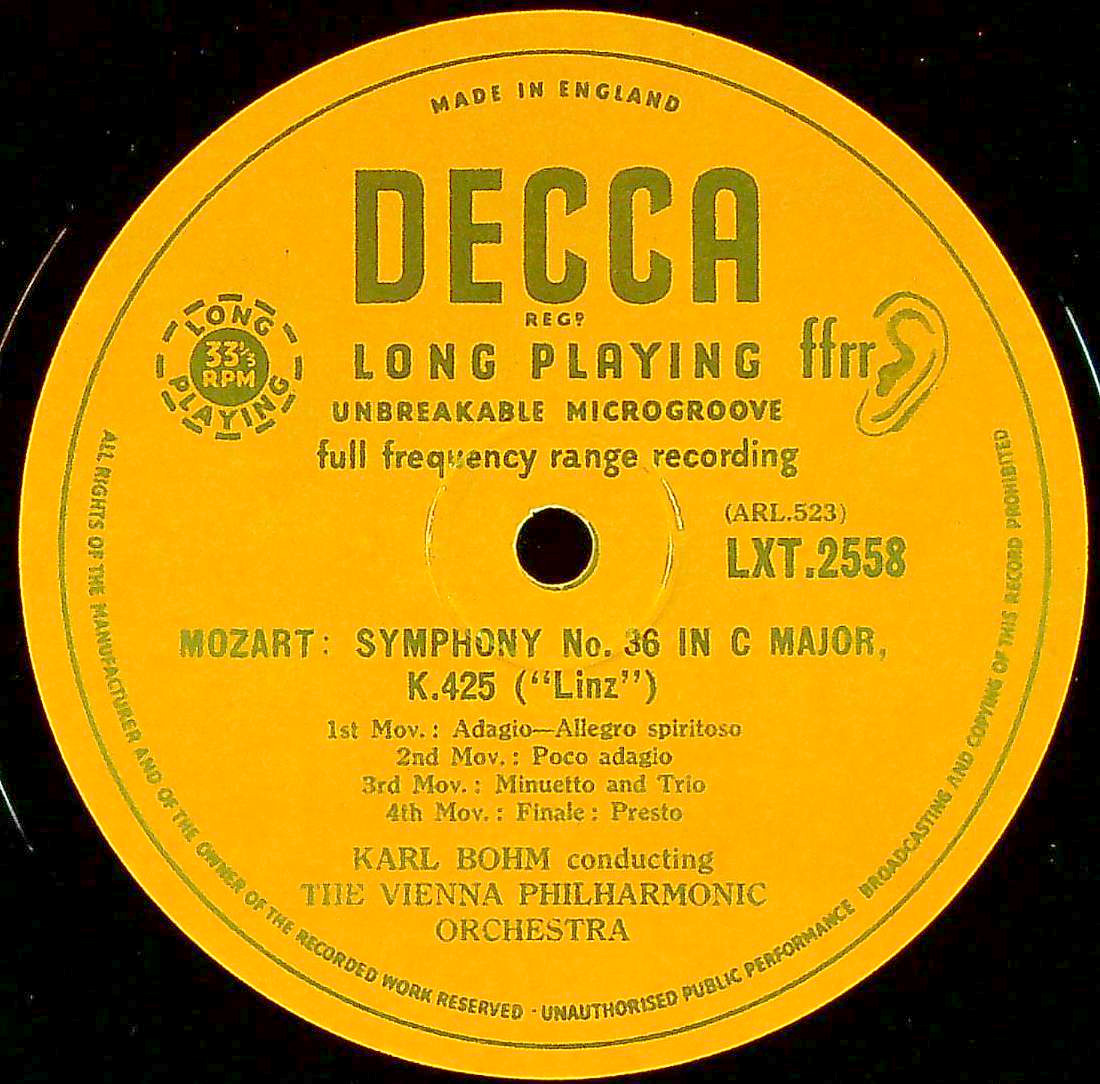 MADE IN ENGLAND
DECCA
REGD
LONG PLAYING
33⅓
RPM
LONG PLAYING
ffrr
UNBREAKABLE MICROGROOVE
full frequency range recording
(ARL.523)
LXT.2558
MOZART: SYMPHONY No. 36 IN C MAJOR,
K.425 (“Linz”)
1st Mov.: Adagio—Allegro spiritoso
2nd Mov.: Poco adagio
3rd Mov.: Minuetto and Trio
4th Mov.: Finale: Presto
KARL BOHM conducting
THE VIENNA PHILHARMONIC
ORCHESTRA
ALL RIGHTS OF THE MANUFACTURER AND OF THE OWNER OF THE RECORDED WORK RESERVED · UNAUTHORISED PUBLIC PERFORMANCE BROADCASTING AND COPYING OF THIS RECORD PROHIBITED